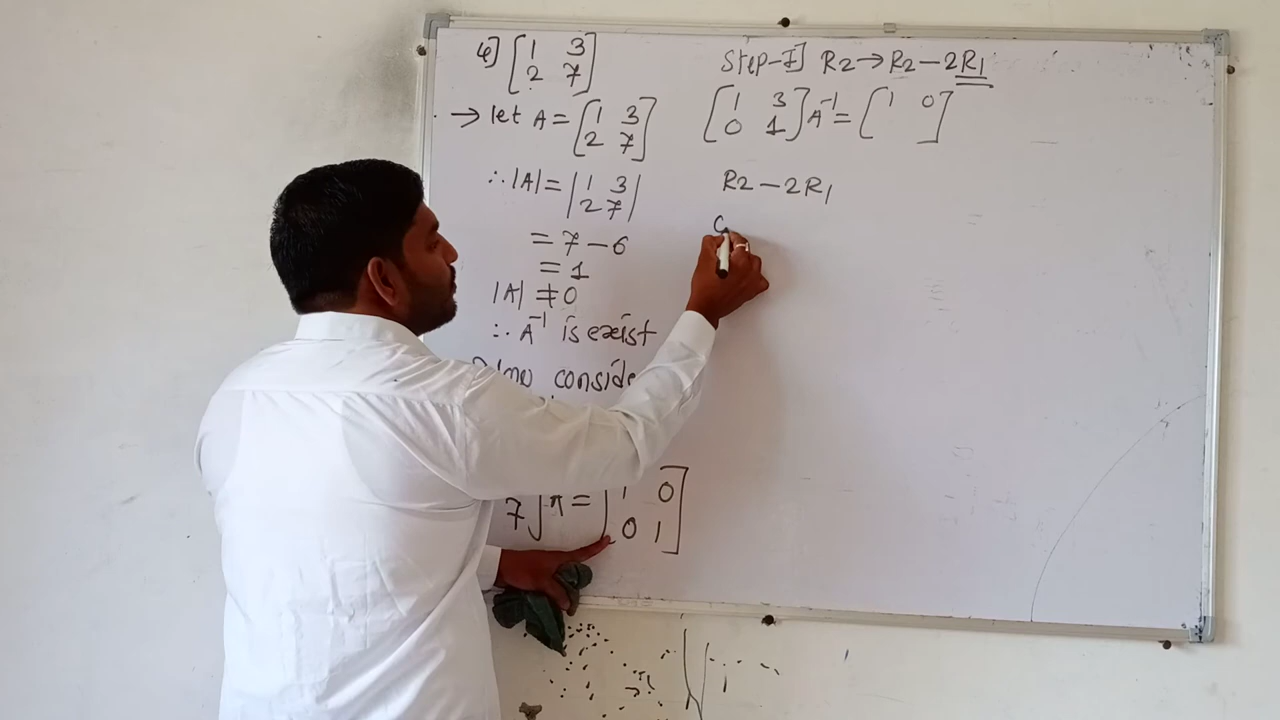 4] [1 3
2 7]
→ let A = [1 3
2 7]
∴ |A| = |1 3
2 7|
= 7 - 6
= 1
|A| ≠ 0
∴ A⁻¹ is exist
conside
7] A = [1 0
0 1]
Step-I] R2 → R2 - 2R1
[1 3
0 1] A⁻¹ = [1 0
]
R2 - 2R1